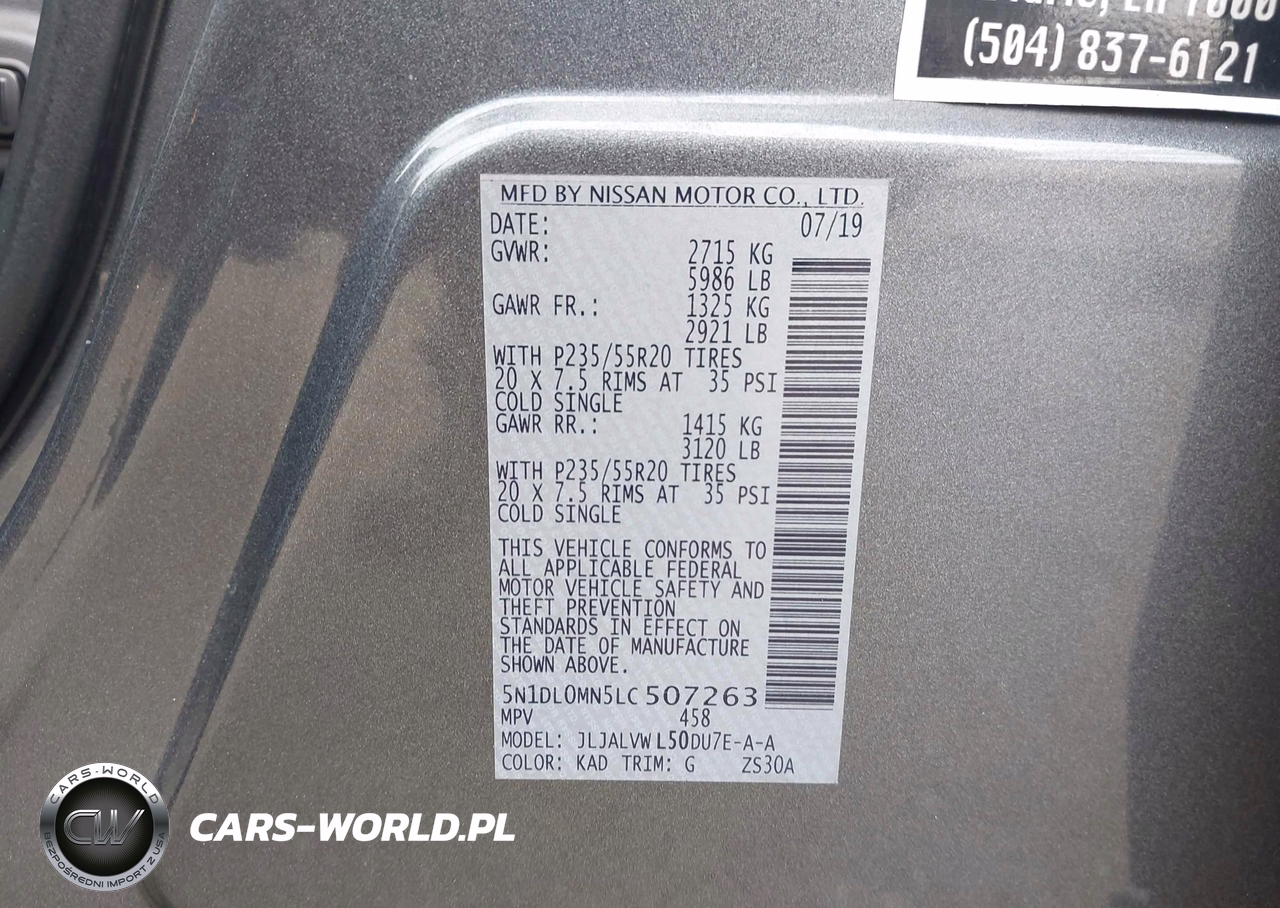 (504) 837-6121
MFD BY NISSAN MOTOR CO., LTD.
DATE: 07/19
GVWR: 2715 KG
5986 LB
GAWR FR.: 1325 KG
2921 LB
WITH P235/55R20 TIRES
20 X 7.5 RIMS AT 35 PSI
COLD SINGLE
GAWR RR.: 1415 KG
3120 LB
WITH P235/55R20 TIRES
20 X 7.5 RIMS AT 35 PSI
COLD SINGLE
THIS VEHICLE CONFORMS TO
ALL APPLICABLE FEDERAL
MOTOR VEHICLE SAFETY AND
THEFT PREVENTION
STANDARDS IN EFFECT ON
THE DATE OF MANUFACTURE
SHOWN ABOVE.
5N1DL0MN5LC507263
MPV 458
MODEL: JLJALVW L50DU7E-A-A
COLOR: KAD TRIM: G ZS30A
CARS-WORLD
CW
BEZPOŚREDNI IMPORT Z USA
CARS-WORLD.PL